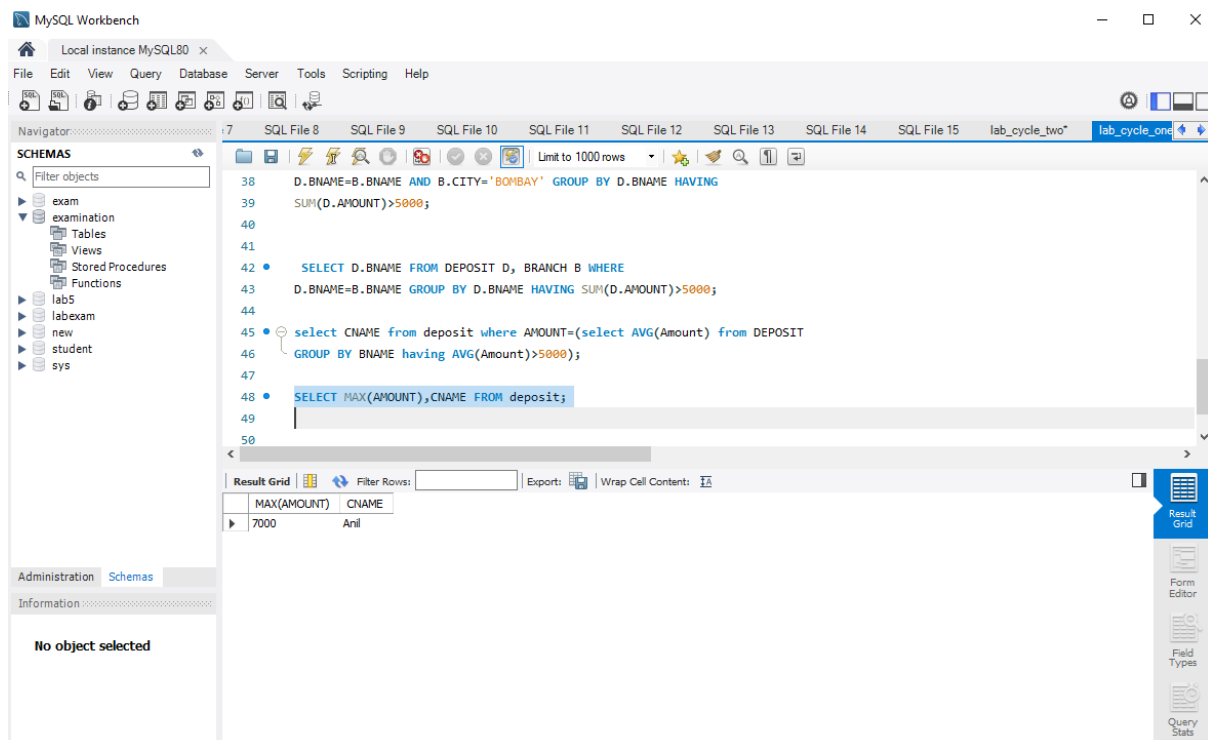 MySQL Workbench
Local instance MySQL80
File Edit View Query Database Server Tools Scripting Help
Navigator
SCHEMAS
Filter objects
exam
examination
Tables
Views
Stored Procedures
Functions
lab5
labexam
new
student
sys
Administration Schemas
Information
No object selected
7 SQL File 8 SQL File 9 SQL File 10 SQL File 11 SQL File 12 SQL File 13 SQL File 14 SQL File 15 lab_cycle_two* lab_cycle_one
Limit to 1000 rows
38 D.BNAME=B.BNAME AND B.CITY='BOMBAY' GROUP BY D.BNAME HAVING
39 SUM(D.AMOUNT)>5000;
40
41
42 SELECT D.BNAME FROM DEPOSIT D, BRANCH B WHERE
43 D.BNAME=B.BNAME GROUP BY D.BNAME HAVING SUM(D.AMOUNT)>5000;
44
45 select CNAME from deposit where AMOUNT=(select AVG(Amount) from DEPOSIT
46 GROUP BY BNAME having AVG(Amount)>5000);
47
48 SELECT MAX(AMOUNT),CNAME FROM deposit;
49
50
Result Grid Filter Rows: Export: Wrap Cell Content:
MAX(AMOUNT) CNAME
7000 Anil
Result
Grid
Form
Editor
Field
Types
Query
Stats